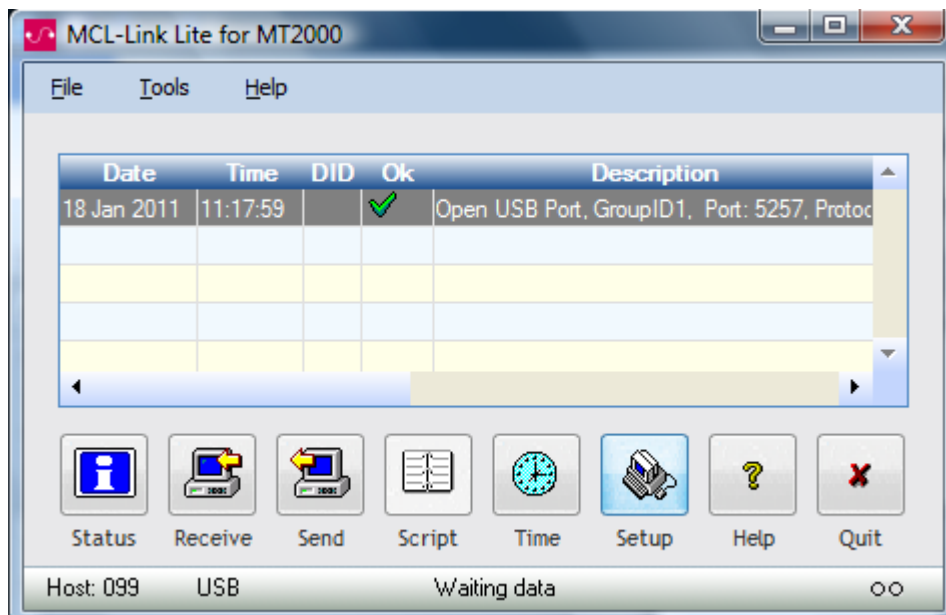 MCL-Link Lite for MT2000
File Tools Help
Date Time DID Ok Description
18 Jan 2011 11:17:59 Open USB Port, GroupID1, Port: 5257, Protoc
Status Receive Send Script Time Setup Help Quit
Host: 099 USB Waiting data